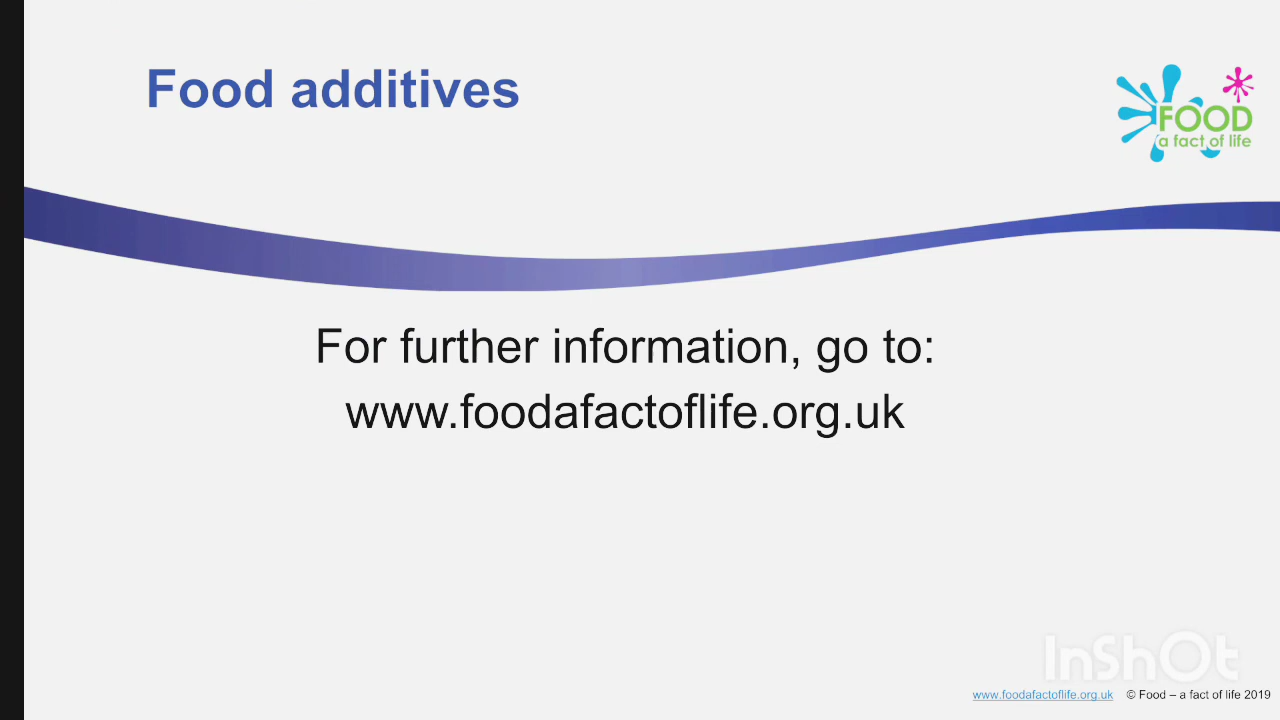 Food additives
FOOD
a fact of life
For further information, go to:
www.foodafactoflife.org.uk
InShOt
www.foodafactoflife.org.uk © Food – a fact of life 2019